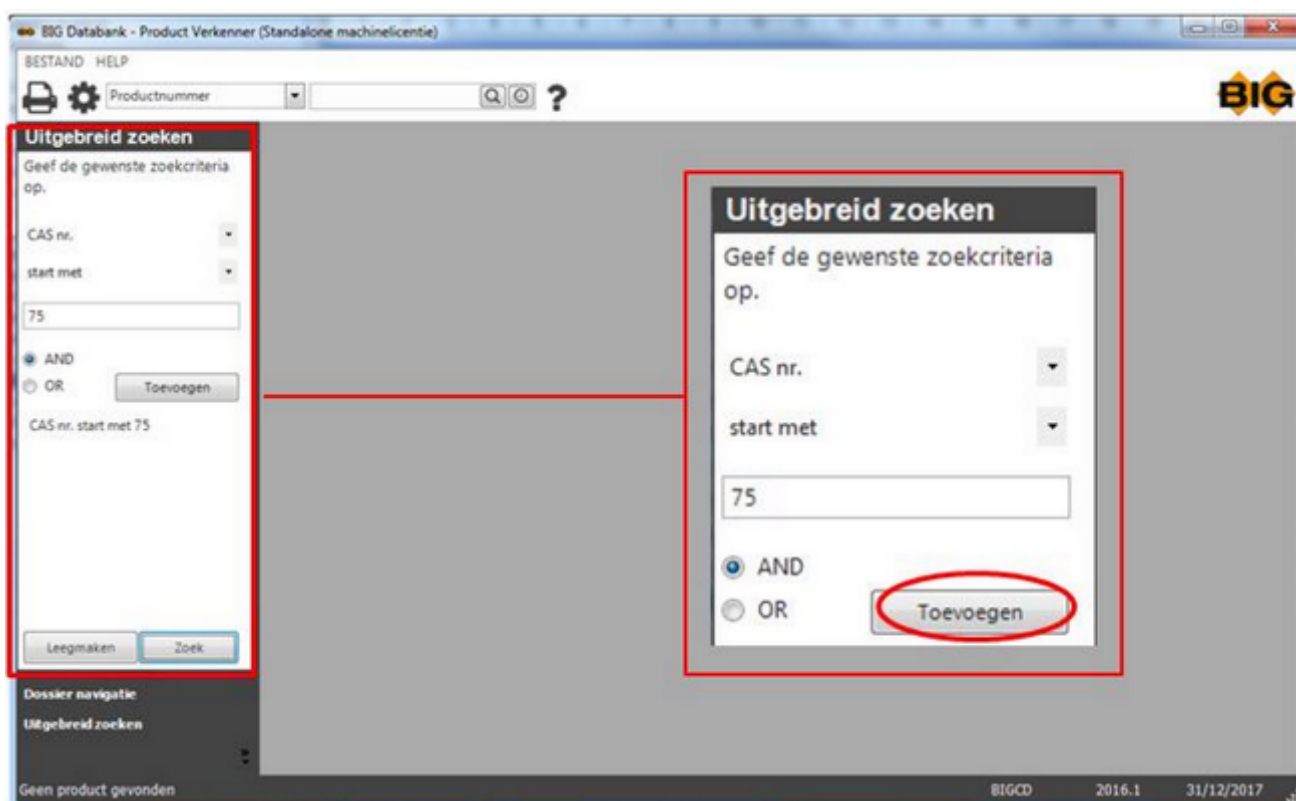 BIG Databank - Product Verkenner (Standalone machinelicentie)
BESTAND HELP
Productnummer
?
BIG
Uitgebreid zoeken
Geef de gewenste zoekcriteria
op.
CAS nr.
start met
75
AND
OR
Toevoegen
CAS nr. start met 75
Leegmaken
Zoek
Dossier navigatie
Uitgebreid zoeken
Uitgebreid zoeken
Geef de gewenste zoekcriteria
op.
CAS nr.
start met
75
AND
OR
Toevoegen
Geen product gevonden
BIGCD 2016.1 31/12/2017